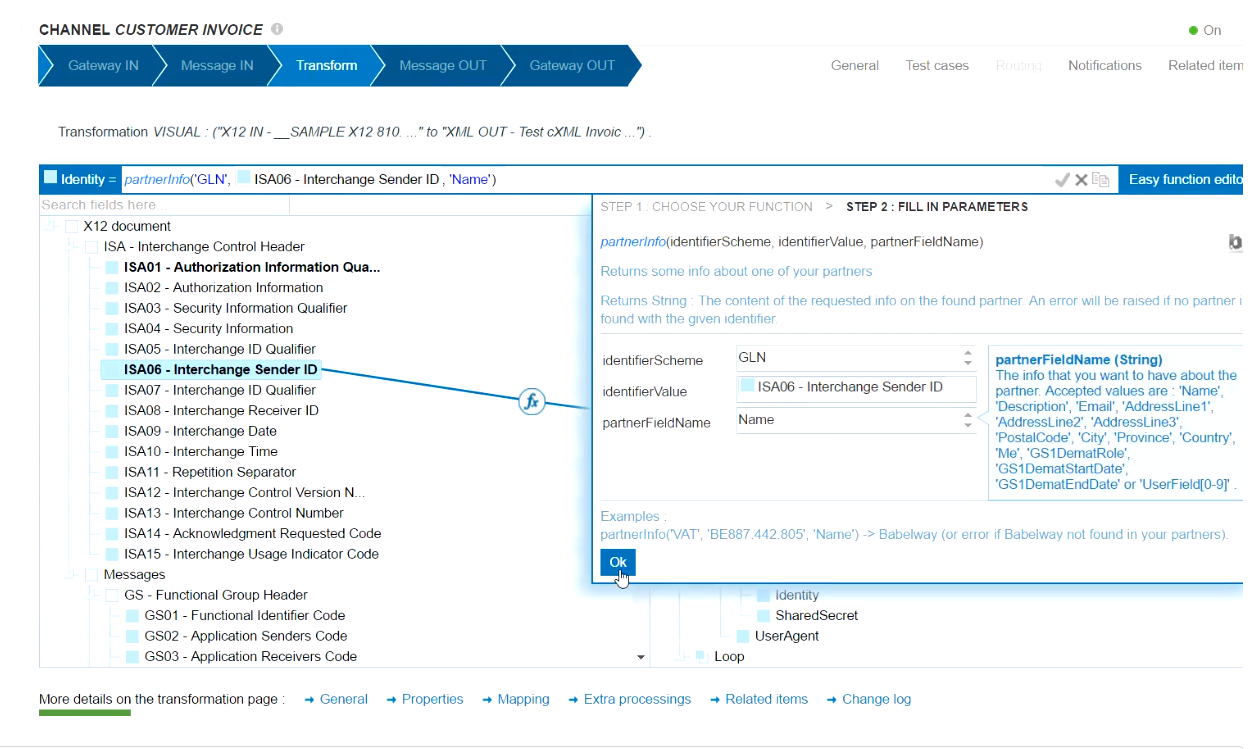 CHANNEL CUSTOMER INVOICE
On
Gateway IN
Message IN
Transform
Message OUT
Gateway OUT
General
Test cases
Routing
Notifications
Related item
Transformation VISUAL : ("X12 IN - __SAMPLE X12 810. ..." to "XML OUT - Test cXML Invoic ...") .
Identity = partnerInfo('GLN', ISA06 - Interchange Sender ID , 'Name')
Easy function edito
Search fields here...
X12 document
ISA - Interchange Control Header
ISA01 - Authorization Information Qua...
ISA02 - Authorization Information
ISA03 - Security Information Qualifier
ISA04 - Security Information
ISA05 - Interchange ID Qualifier
ISA06 - Interchange Sender ID
ISA07 - Interchange ID Qualifier
ISA08 - Interchange Receiver ID
ISA09 - Interchange Date
ISA10 - Interchange Time
ISA11 - Repetition Separator
ISA12 - Interchange Control Version N...
ISA13 - Interchange Control Number
ISA14 - Acknowledgment Requested Code
ISA15 - Interchange Usage Indicator Code
Messages
GS - Functional Group Header
GS01 - Functional Identifier Code
GS02 - Application Senders Code
GS03 - Application Receivers Code
fx
STEP 1 : CHOOSE YOUR FUNCTION > STEP 2 : FILL IN PARAMETERS
partnerInfo(identifierScheme, identifierValue, partnerFieldName)
Returns some info about one of your partners
Returns String : The content of the requested info on the found partner. An error will be raised if no partner i
found with the given identifier.
identifierScheme GLN
identifierValue ISA06 - Interchange Sender ID
partnerFieldName Name
partnerFieldName (String)
The info that you want to have about the
partner. Accepted values are : 'Name',
'Description', 'Email', 'AddressLine1',
'AddressLine2', 'AddressLine3',
'PostalCode', 'City', 'Province', 'Country',
'Me', 'GS1DematRole',
'GS1DematStartDate',
'GS1DematEndDate' or 'UserField[0-9]' .
Examples :
partnerInfo('VAT', 'BE887.442.805', 'Name') -> Babelway (or error if Babelway not found in your partners).
Ok
Identity
SharedSecret
UserAgent
Loop
More details on the transformation page :
General
Properties
Mapping
Extra processings
Related items
Change log